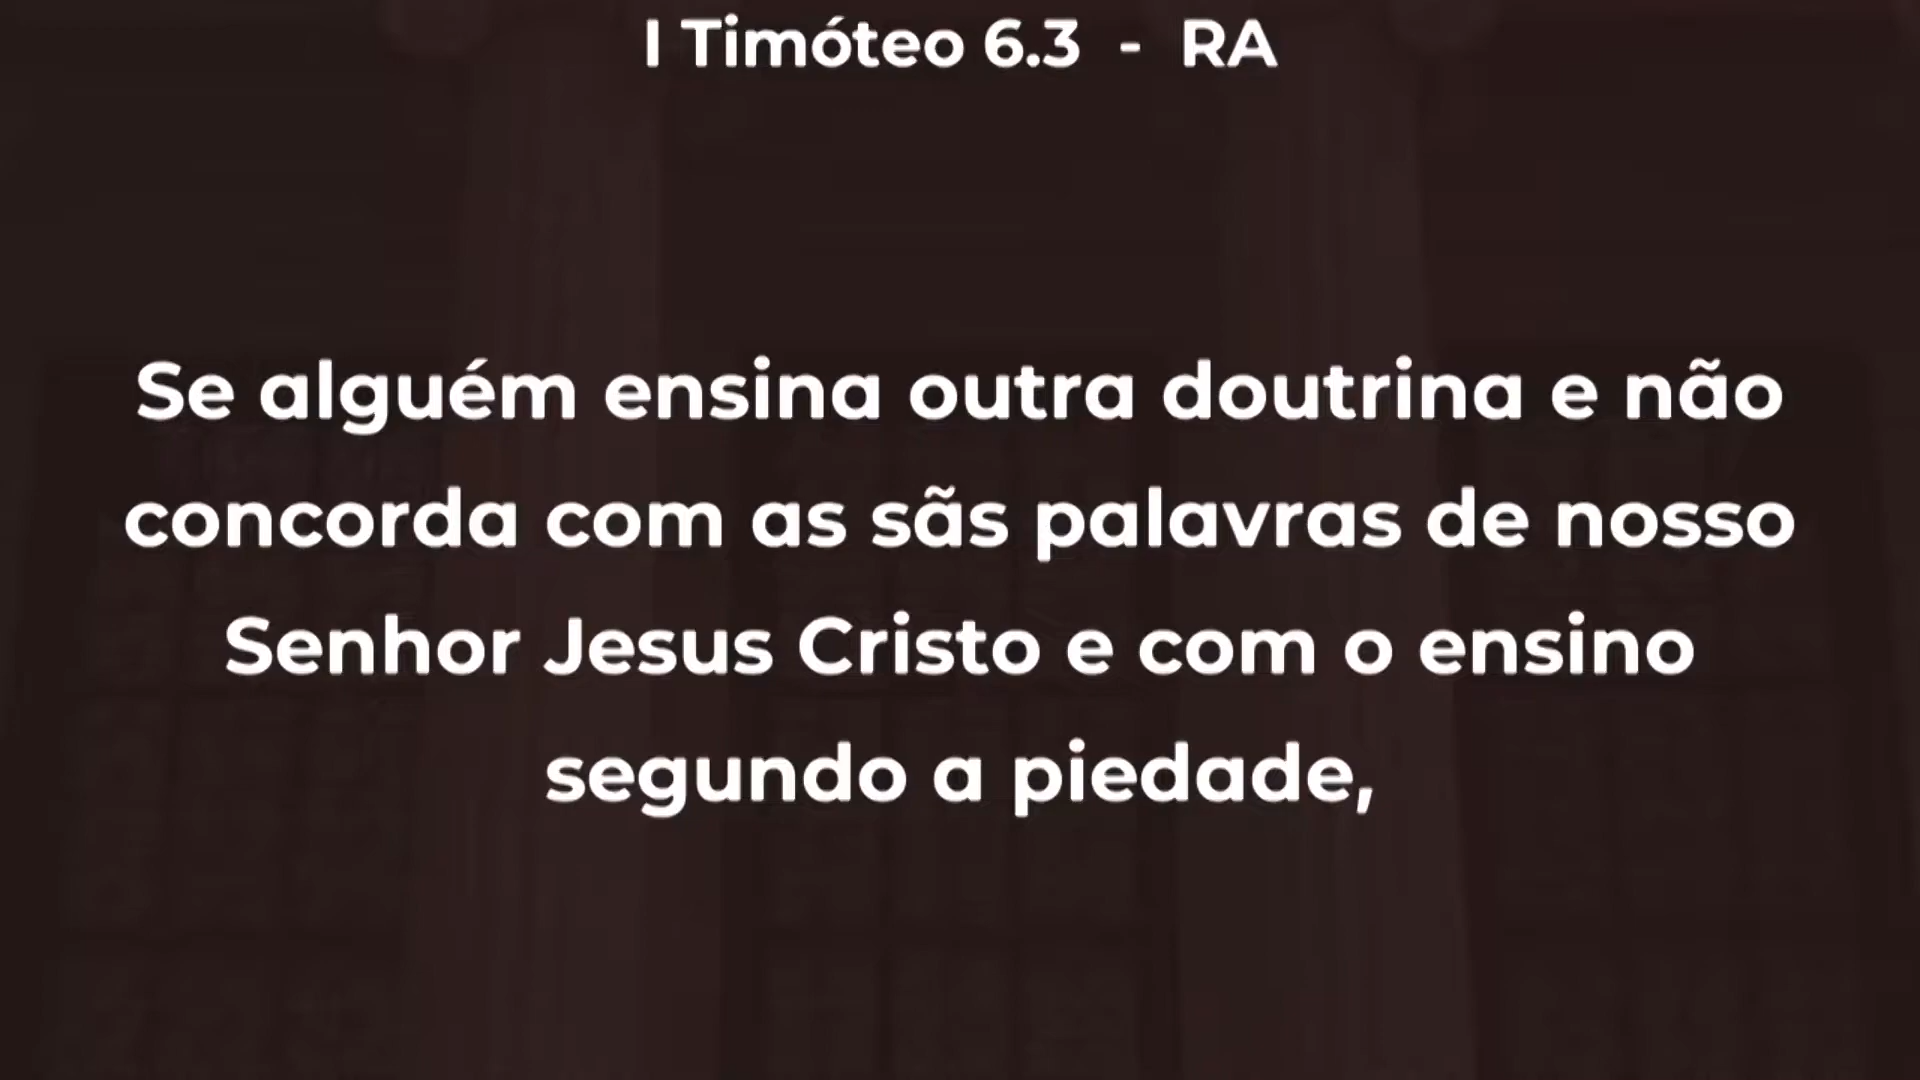 I Timóteo 6.3 - RA
Se alguém ensina outra doutrina e não
concorda com as sãs palavras de nosso
Senhor Jesus Cristo e com o ensino
segundo a piedade,